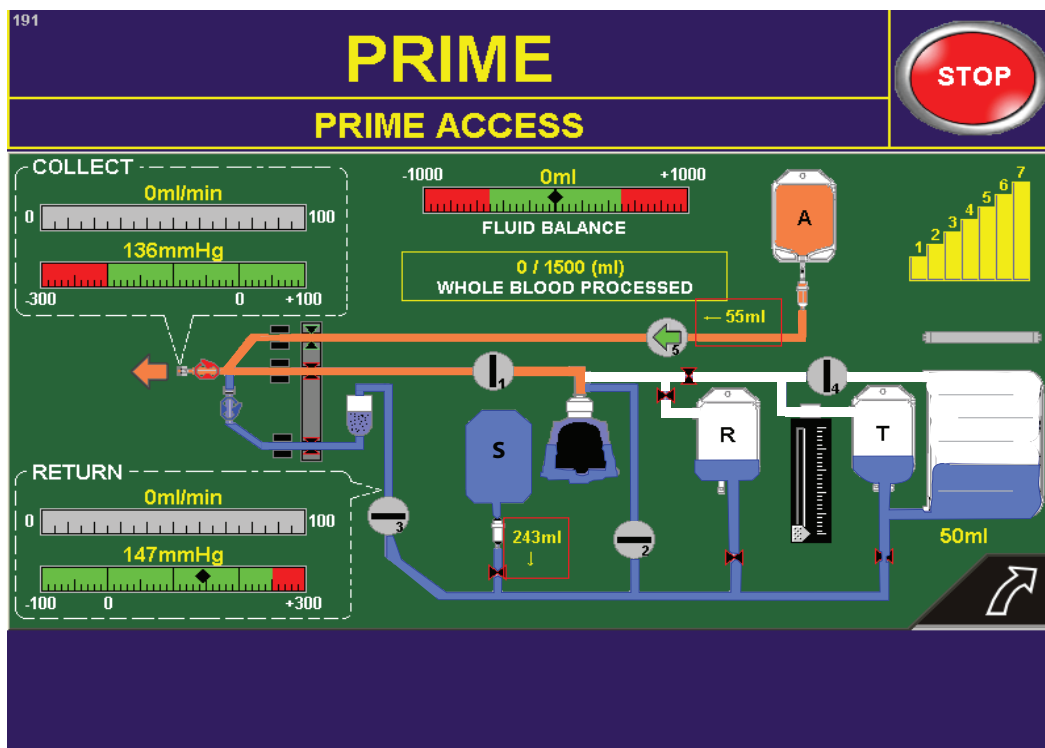 191
PRIME
STOP
PRIME ACCESS
COLLECT
0ml/min
0 100
136mmHg
-300 0 +100
-1000 0ml +1000
FLUID BALANCE
0 / 1500 (ml)
WHOLE BLOOD PROCESSED
← 55ml
A
1 2 3 4 5 6 7
5
1
4
S
R
T
RETURN
0ml/min
0 100
147mmHg
-100 0 +300
3
243ml
↓
2
50ml